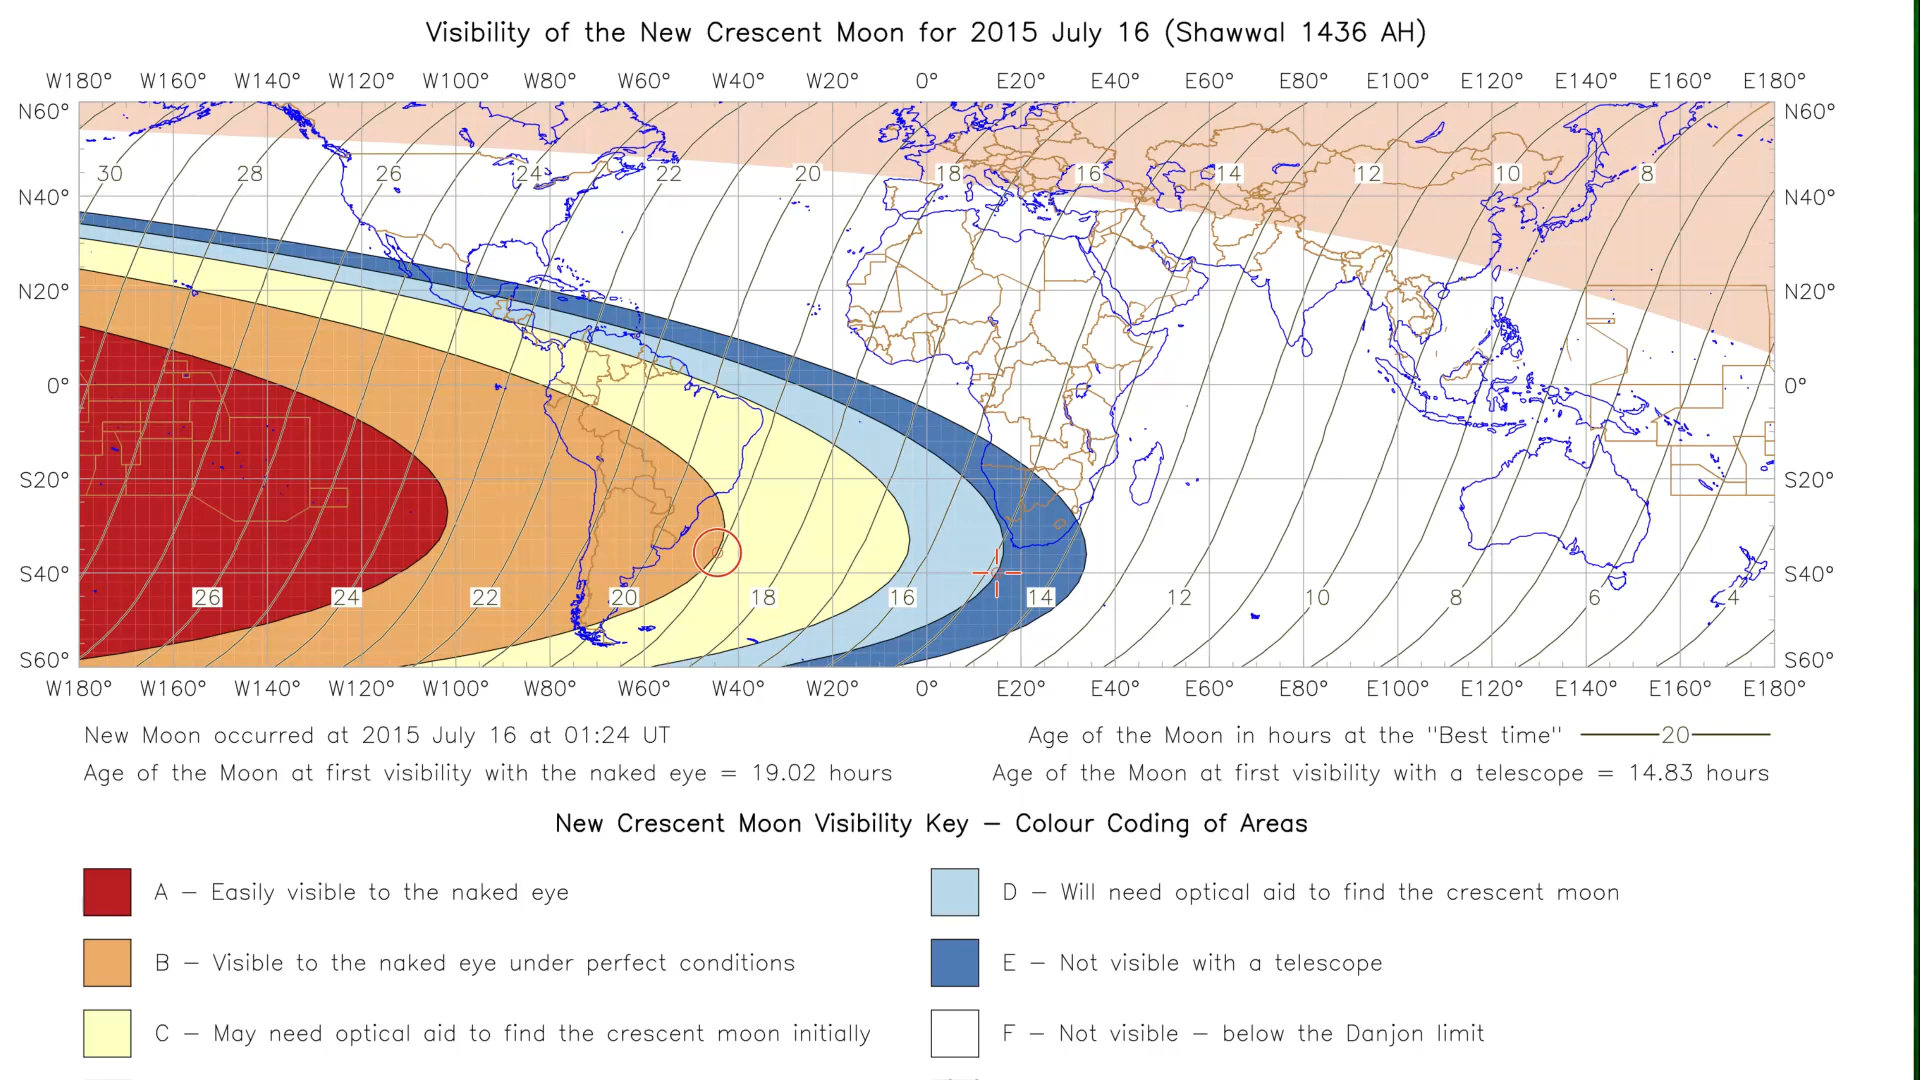 Visibility of the New Crescent Moon for 2015 July 16 (Shawwal 1436 AH)
W180° W160° W140° W120° W100° W80° W60° W40° W20° 0° E20° E40° E60° E80° E100° E120° E140° E160° E180°
N60° N60°
30 28 26 24 22 20 18 16 14 12 10 8
N40° N40°
N20° N20°
0° 0°
S20° S20°
S40° S40°
26 24 22 20 18 16 14 12 10 8 6 4
S60° S60°
W180° W160° W140° W120° W100° W80° W60° W40° W20° 0° E20° E40° E60° E80° E100° E120° E140° E160° E180°
New Moon occurred at 2015 July 16 at 01:24 UT Age of the Moon in hours at the "Best time" 20
Age of the Moon at first visibility with the naked eye = 19.02 hours Age of the Moon at first visibility with a telescope = 14.83 hours
New Crescent Moon Visibility Key – Colour Coding of Areas
A – Easily visible to the naked eye D – Will need optical aid to find the crescent moon
B – Visible to the naked eye under perfect conditions E – Not visible with a telescope
C – May need optical aid to find the crescent moon initially F – Not visible – below the Danjon limit